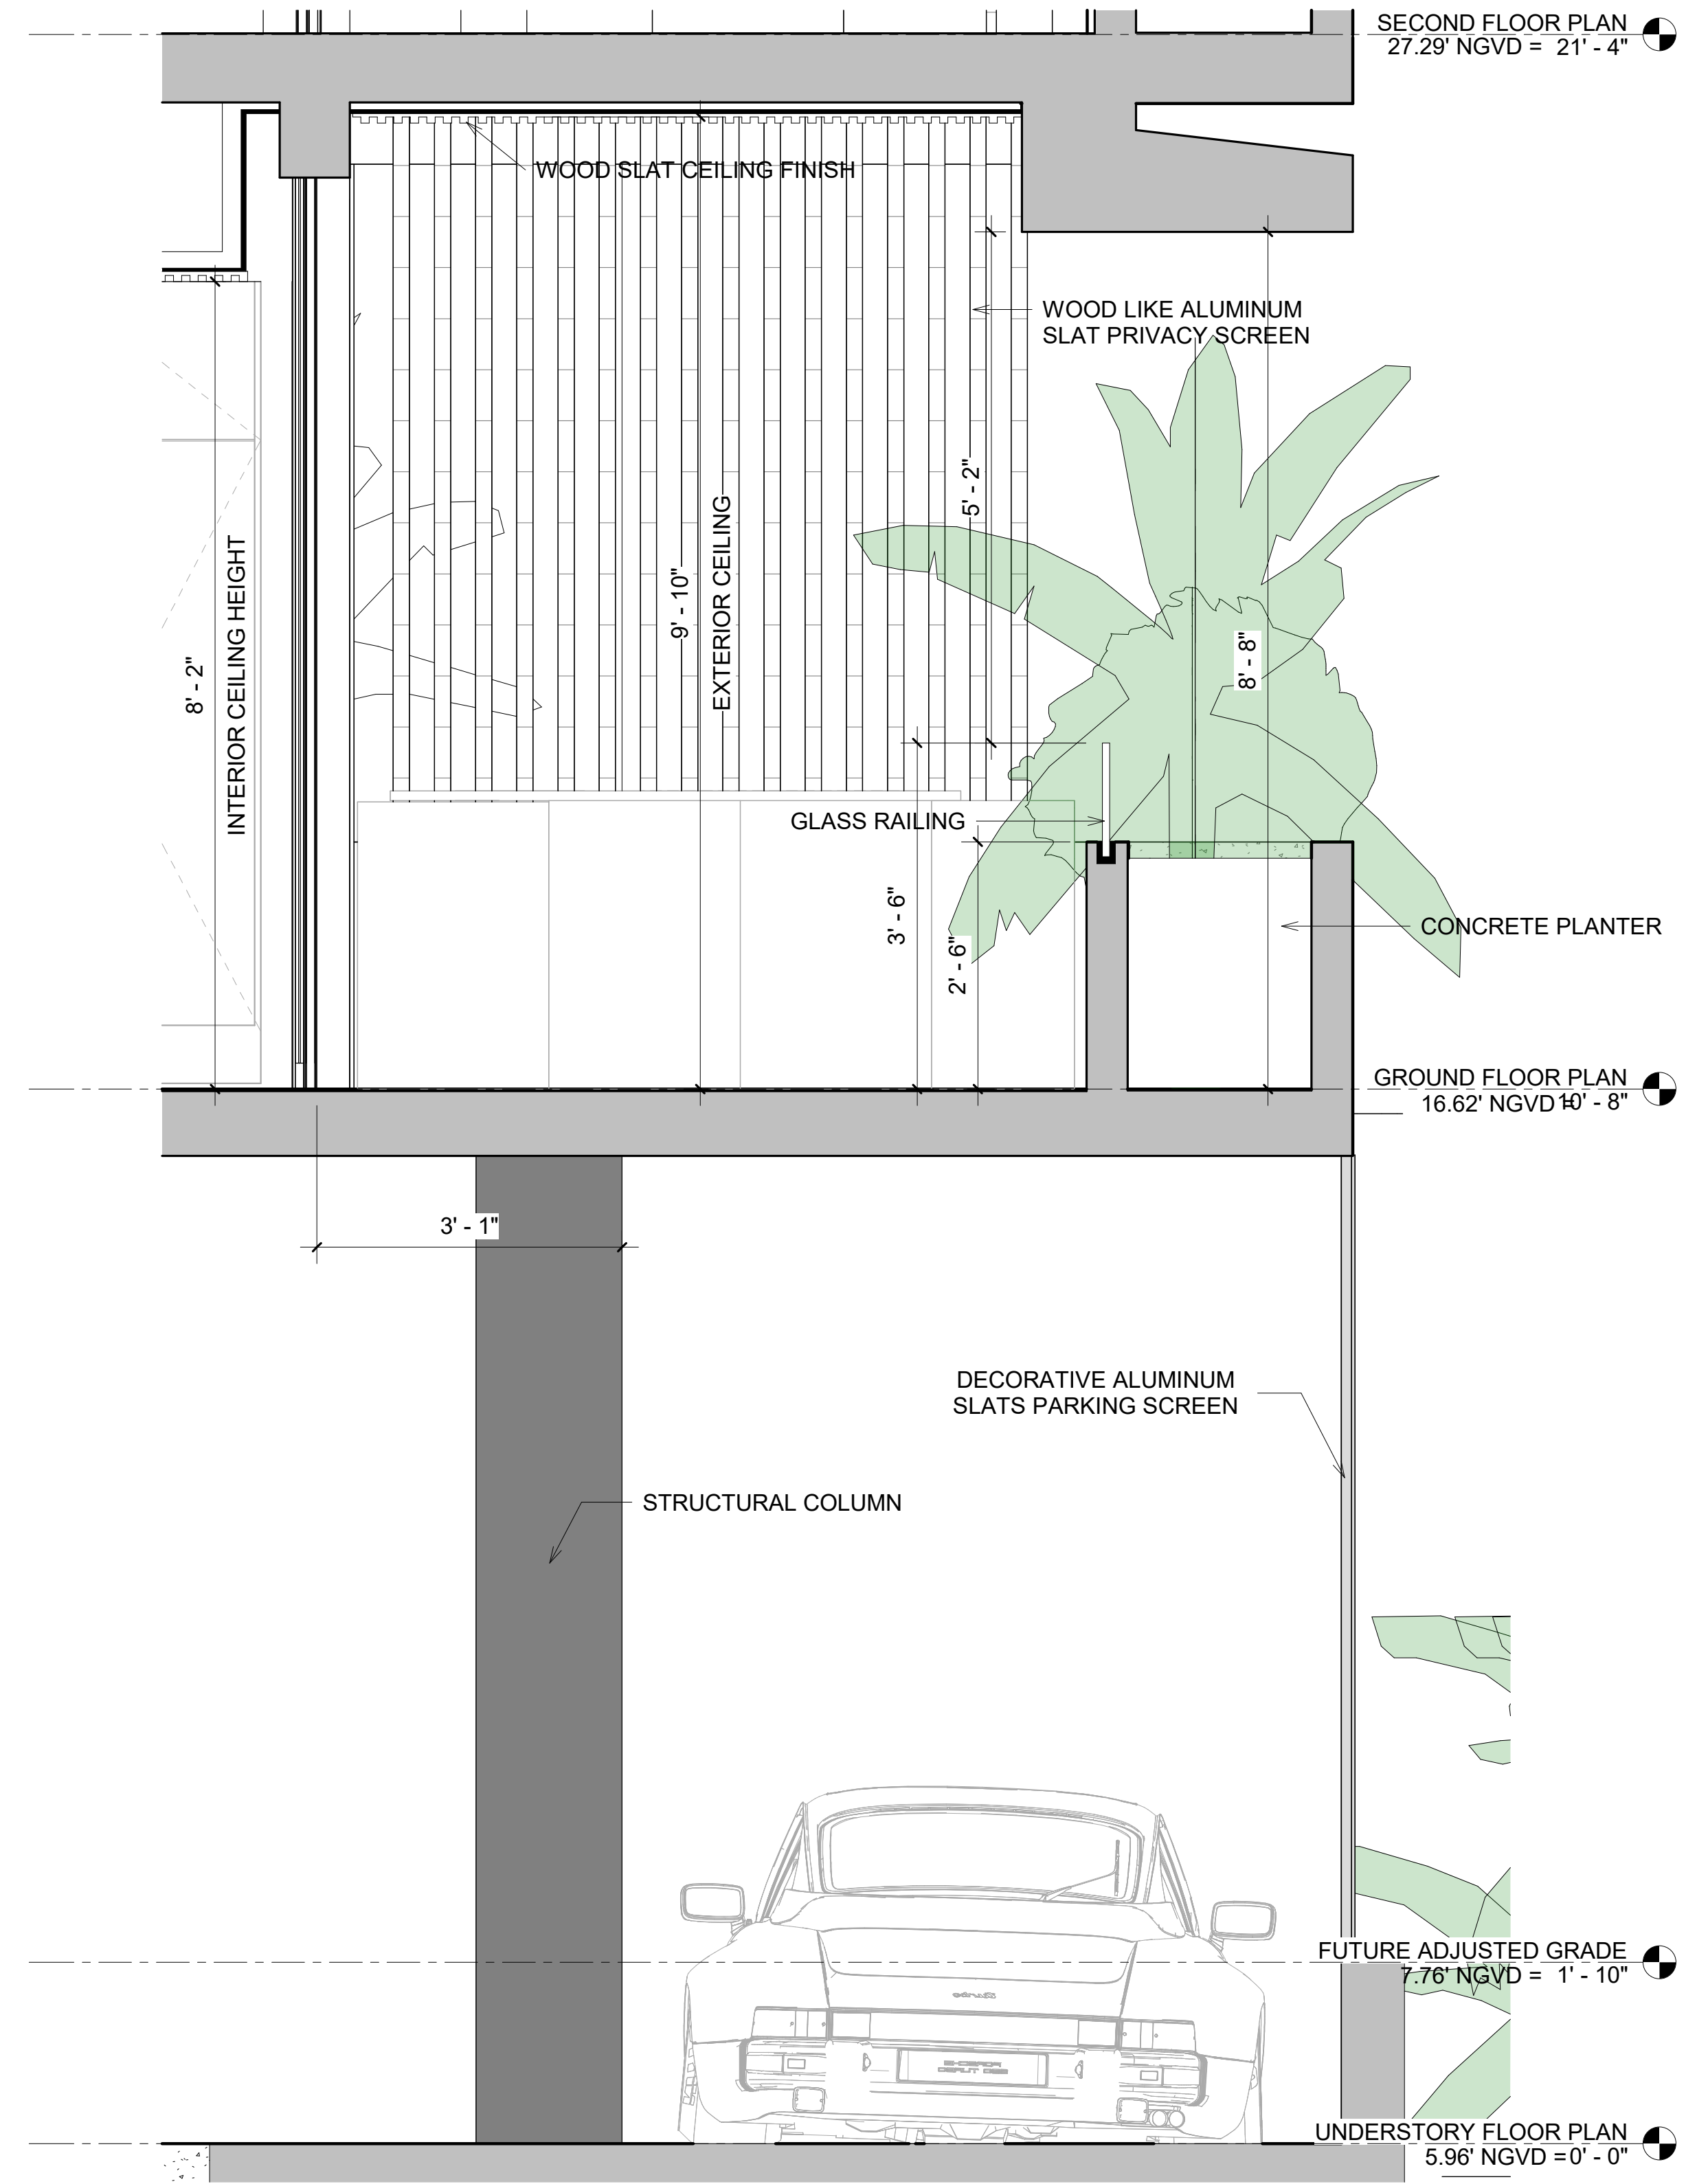 SECOND FLOOR PLAN
27.29' NGVD = 21' - 4"
WOOD SLAT CEILING FINISH
WOOD LIKE ALUMINUM
SLAT PRIVACY SCREEN
5' - 2"
9' - 10"
EXTERIOR CEILING
8' - 2"
INTERIOR CEILING HEIGHT
8' - 8"
GLASS RAILING
3' - 6"
2' - 6"
CONCRETE PLANTER
GROUND FLOOR PLAN
16.62' NGVD = 10' - 8"
3' - 1"
DECORATIVE ALUMINUM
SLATS PARKING SCREEN
STRUCTURAL COLUMN
FUTURE ADJUSTED GRADE
7.76' NGVD = 1' - 10"
UNDERSTORY FLOOR PLAN
5.96' NGVD = 0' - 0"